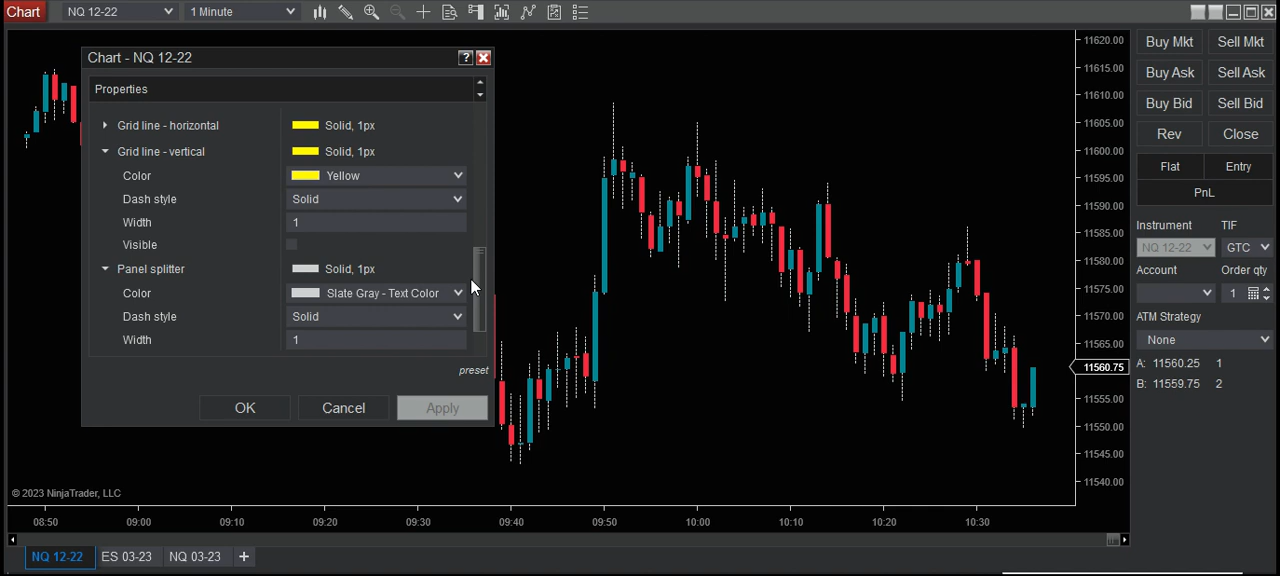 Chart NQ 12-22 1 Minute
Chart - NQ 12-22 ?
Properties
Grid line - horizontal Solid, 1px
Grid line - vertical Solid, 1px
Color Yellow
Dash style Solid
Width 1
Visible
Panel splitter Solid, 1px
Color Slate Gray - Text Color
Dash style Solid
Width 1
preset
OK Cancel Apply
11620.00
11615.00
11610.00
11605.00
11600.00
11595.00
11590.00
11585.00
11580.00
11575.00
11570.00
11565.00
11560.75
11555.00
11550.00
11545.00
11540.00
Buy Mkt Sell Mkt
Buy Ask Sell Ask
Buy Bid Sell Bid
Rev Close
Flat Entry
PnL
Instrument TIF
NQ 12-22 GTC
Account Order qty
1
ATM Strategy
None
A: 11560.25 1
B: 11559.75 2
© 2023 NinjaTrader, LLC
08:50 09:00 09:10 09:20 09:30 09:40 09:50 10:00 10:10 10:20 10:30
NQ 12-22 ES 03-23 NQ 03-23 +